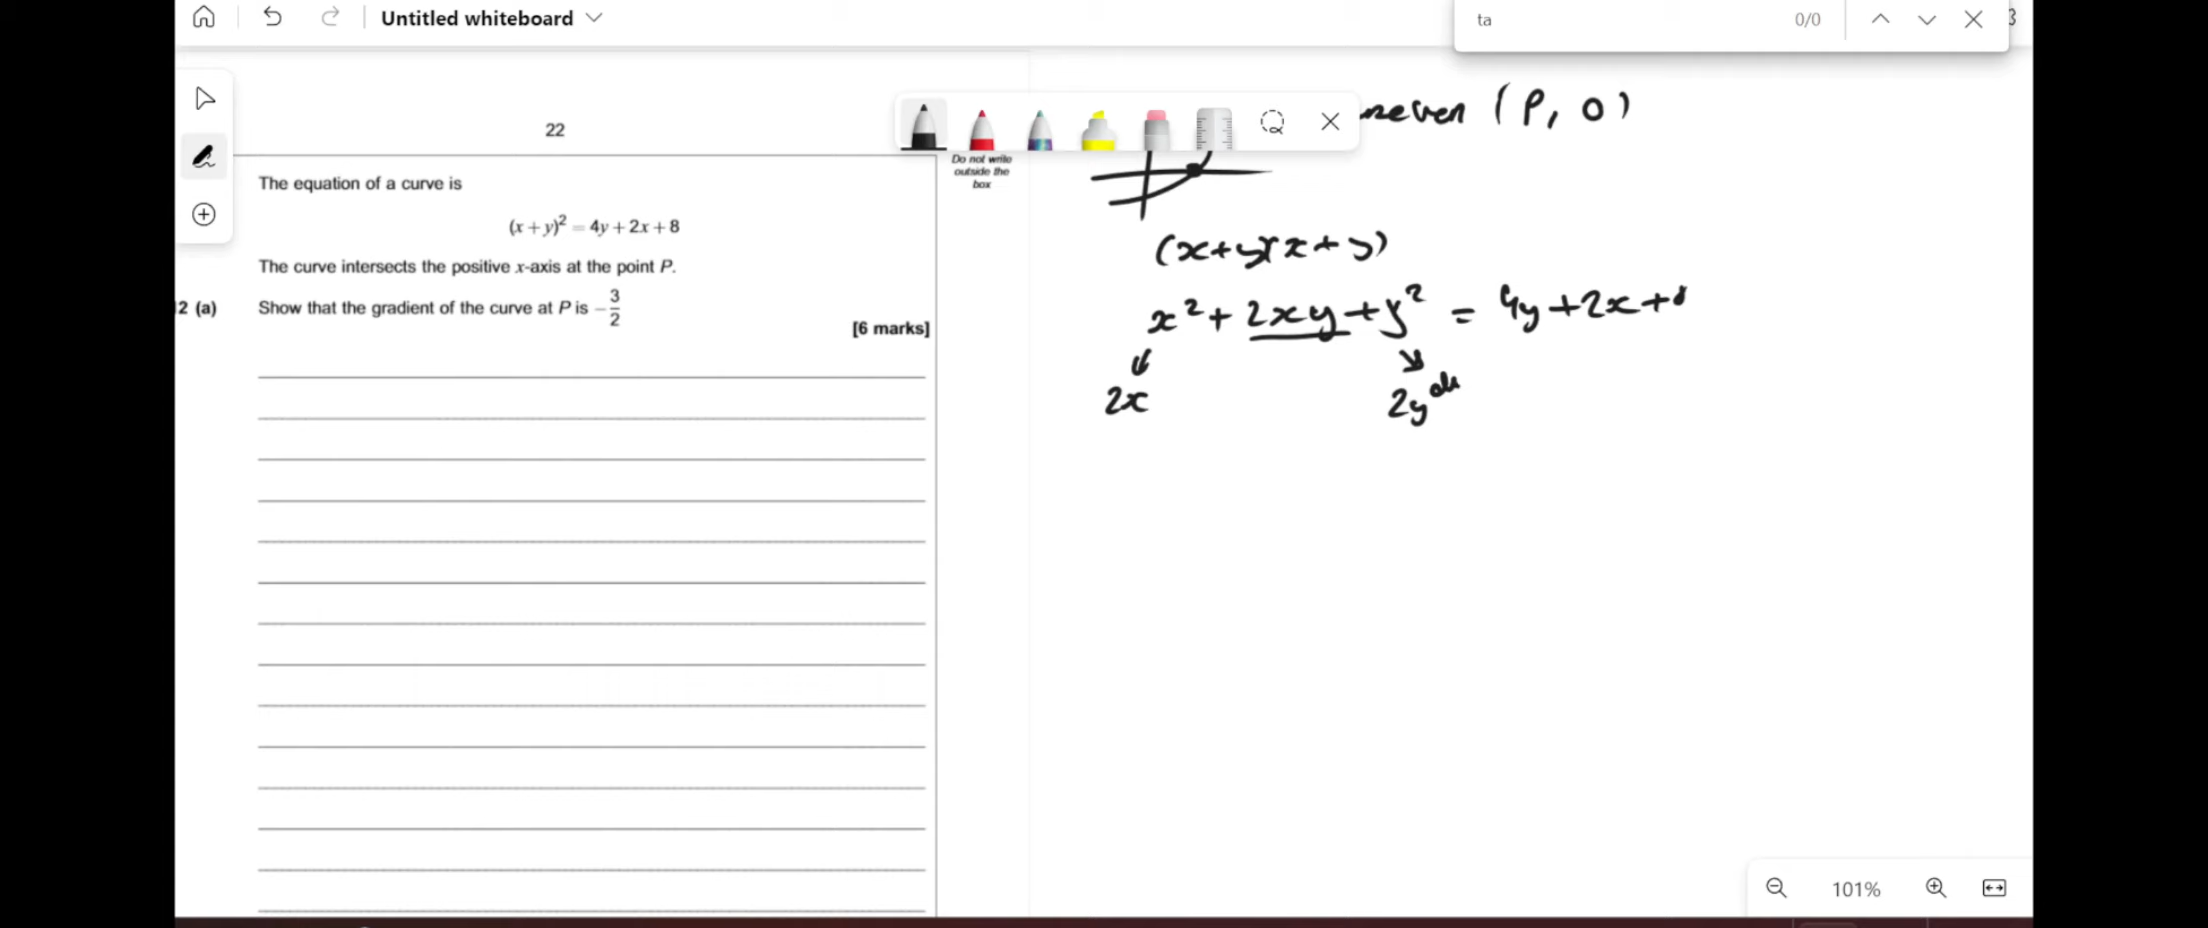 Untitled whiteboard
ta
0/0
(P, 0)
22
Do not write
outside the
box
The equation of a curve is
(x + y)² = 4y + 2x + 8
The curve intersects the positive x-axis at the point P.
2 (a) Show that the gradient of the curve at P is −3/2
[6 marks]
(x+y)(x+y)
x² + 2xy + y² = 4y + 2x + 8
2x
2y
101%